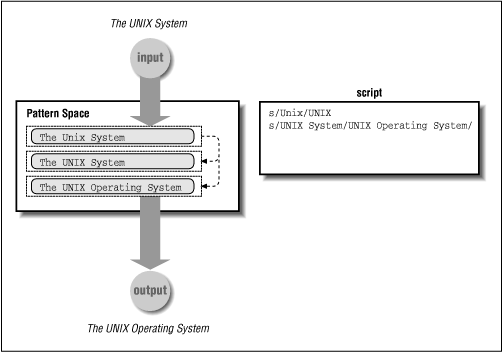 The UNIX System
input
script
Pattern Space
s/Unix/UNIX
s/UNIX System/UNIX Operating System/
The Unix System
The UNIX System
The UNIX Operating System
output
The UNIX Operating System